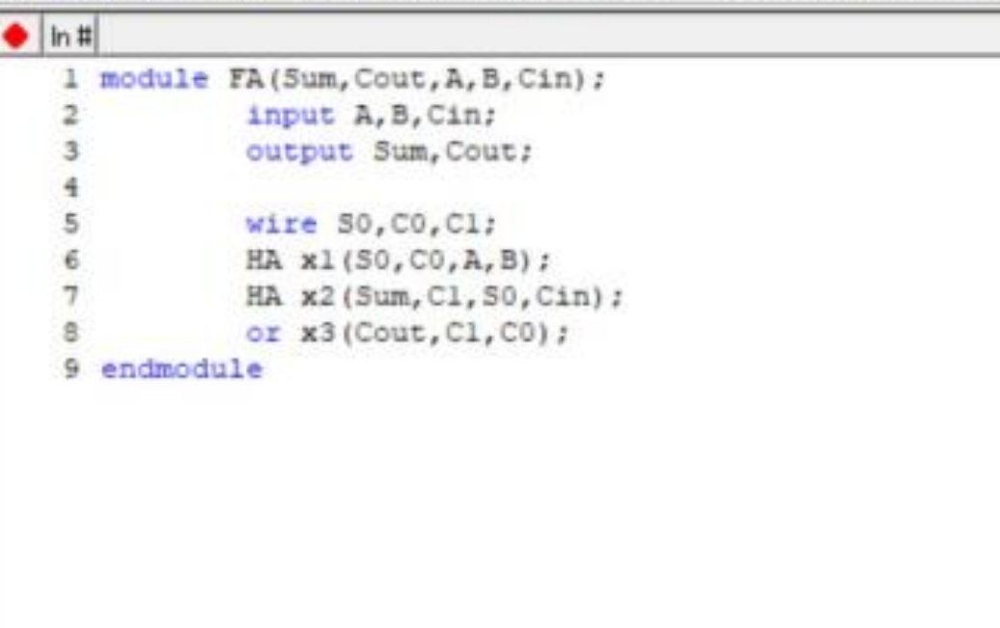 ln #
1 module FA(Sum,Cout,A,B,Cin);
2 input A,B,Cin;
3 output Sum,Cout;
4
5 wire S0,C0,C1;
6 HA x1(S0,C0,A,B);
7 HA x2(Sum,C1,S0,Cin);
8 or x3(Cout,C1,C0);
9 endmodule